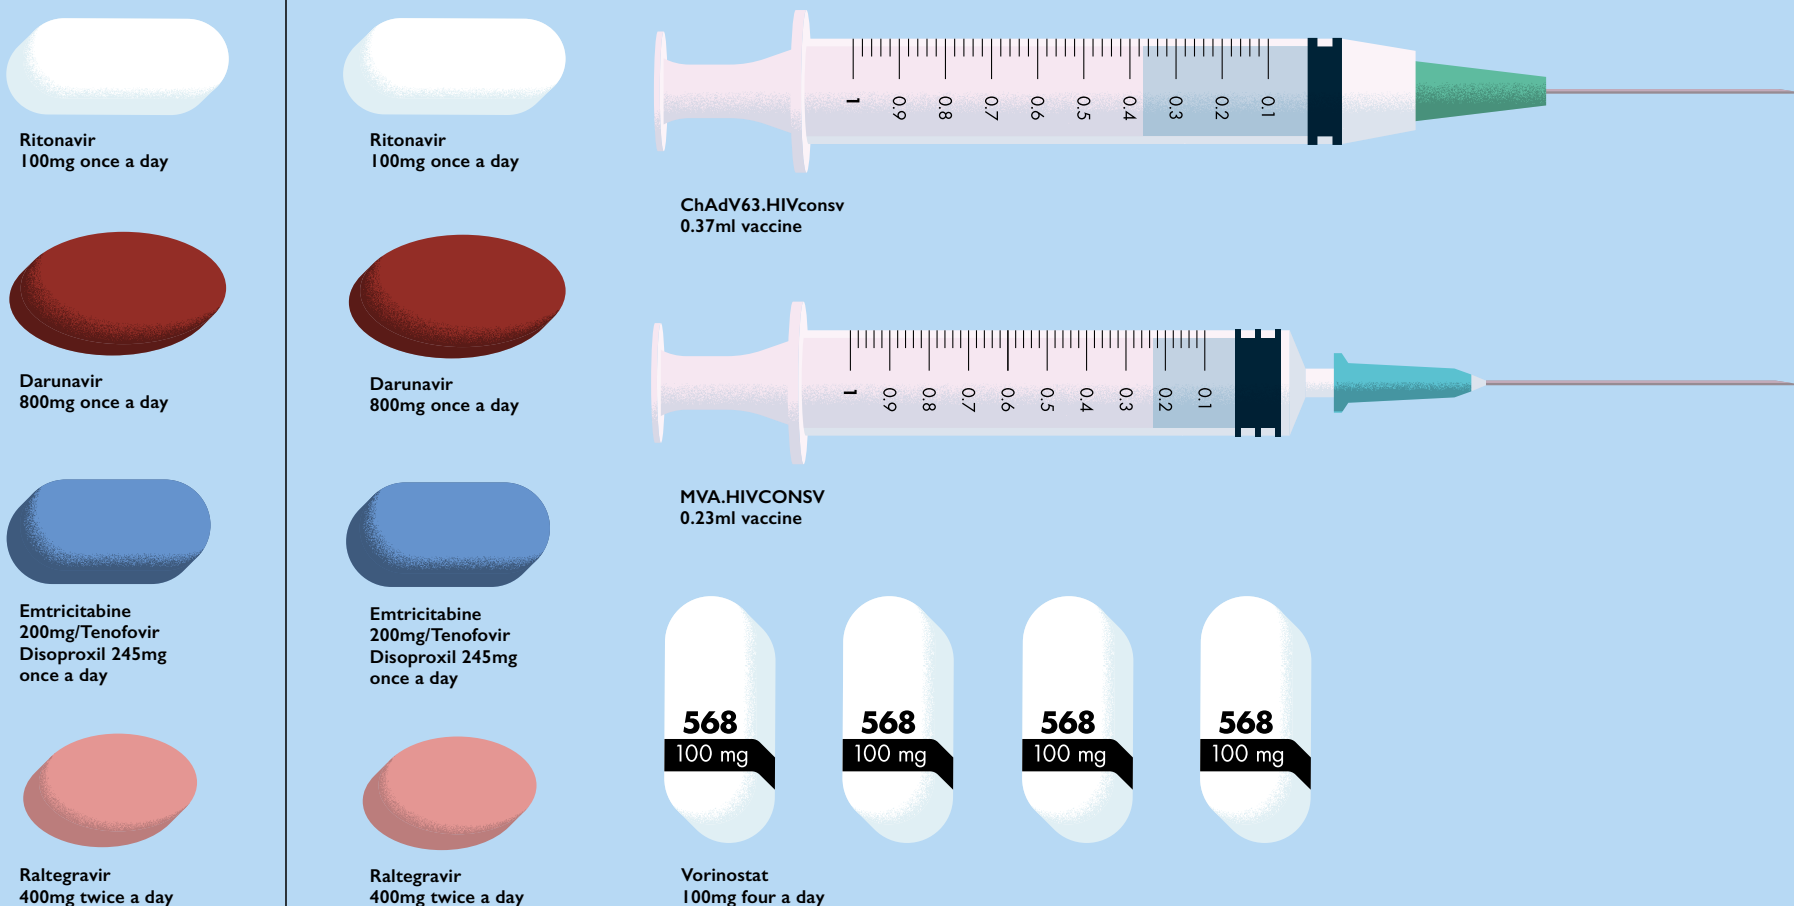 Ritonavir
100mg once a day
Darunavir
800mg once a day
Emtricitabine
200mg/Tenofovir
Disoproxil 245mg
once a day
Raltegravir
400mg twice a day
Ritonavir
100mg once a day
Darunavir
800mg once a day
Emtricitabine
200mg/Tenofovir
Disoproxil 245mg
once a day
Raltegravir
400mg twice a day
1 0.9 0.8 0.7 0.6 0.5 0.4 0.3 0.2 0.1
ChAdV63.HIVconsv
0.37ml vaccine
1 0.9 0.8 0.7 0.6 0.5 0.4 0.3 0.2 0.1
MVA.HIVCONSV
0.23ml vaccine
568 568 568 568
100 mg 100 mg 100 mg 100 mg
Vorinostat
100mg four a day